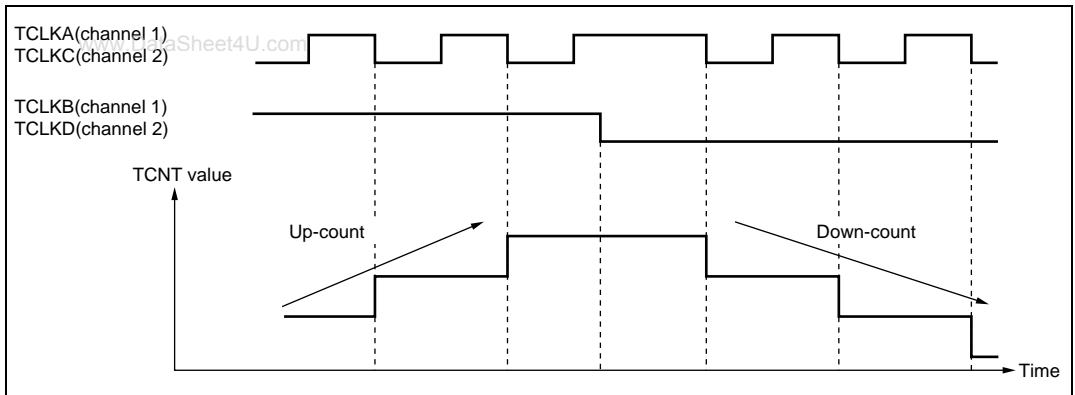 TCLKA(channel 1)
TCLKC(channel 2)
www.DataSheet4U.com
TCLKB(channel 1)
TCLKD(channel 2)
TCNT value
Up-count
Down-count
Time